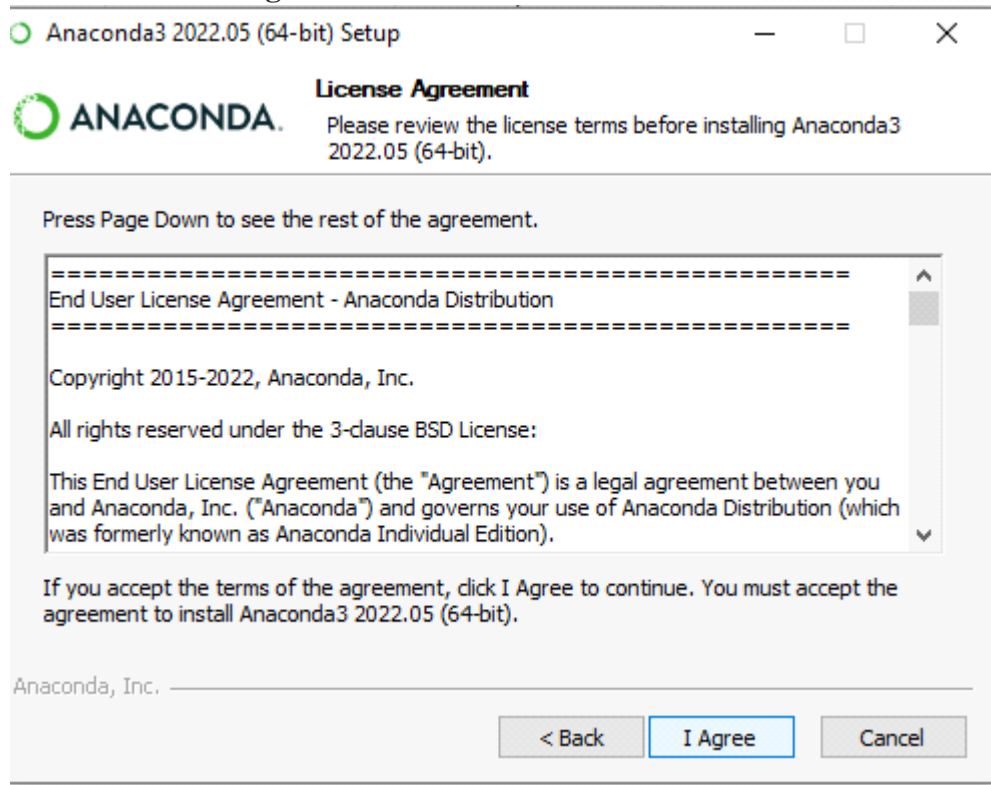 Anaconda3 2022.05 (64-bit) Setup
ANACONDA.
License Agreement
Please review the license terms before installing Anaconda3
2022.05 (64-bit).
Press Page Down to see the rest of the agreement.
==================================================
End User License Agreement - Anaconda Distribution
==================================================
Copyright 2015-2022, Anaconda, Inc.
All rights reserved under the 3-clause BSD License:
This End User License Agreement (the "Agreement") is a legal agreement between you
and Anaconda, Inc. ("Anaconda") and governs your use of Anaconda Distribution (which
was formerly known as Anaconda Individual Edition).
If you accept the terms of the agreement, click I Agree to continue. You must accept the
agreement to install Anaconda3 2022.05 (64-bit).
Anaconda, Inc.
< Back
I Agree
Cancel